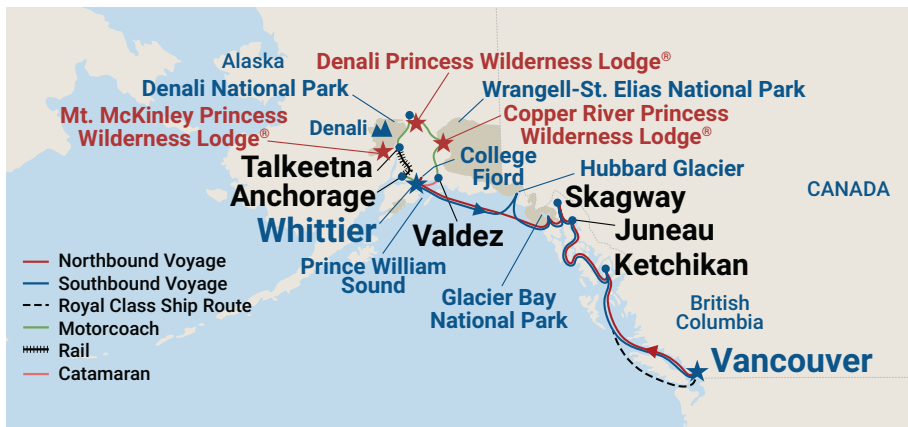 Alaska
Denali Princess Wilderness Lodge®
Denali National Park
Wrangell-St. Elias National Park
Mt. McKinley Princess
Wilderness Lodge®
Copper River Princess
Wilderness Lodge®
Denali
Talkeetna
College
Fjord
Hubbard Glacier
Anchorage
Skagway
CANADA
Whittier
Valdez
Juneau
Ketchikan
Prince William
Sound
Glacier Bay
National Park
British
Columbia
Vancouver
Northbound Voyage
Southbound Voyage
Royal Class Ship Route
Motorcoach
Rail
Catamaran